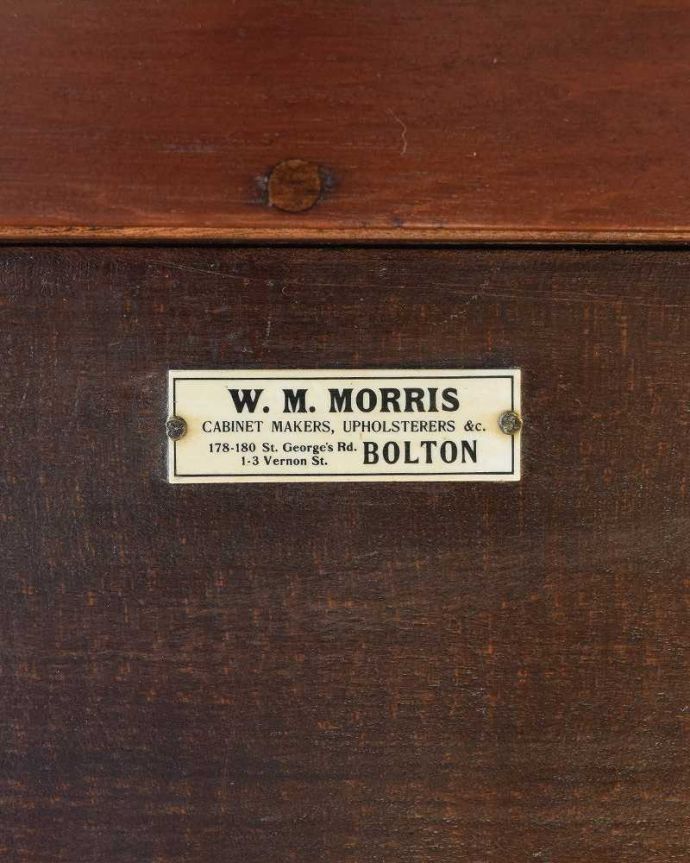 W. M. MORRIS
CABINET MAKERS, UPHOLSTERERS &c.
178-180 St. George's Rd. BOLTON
1-3 Vernon St.